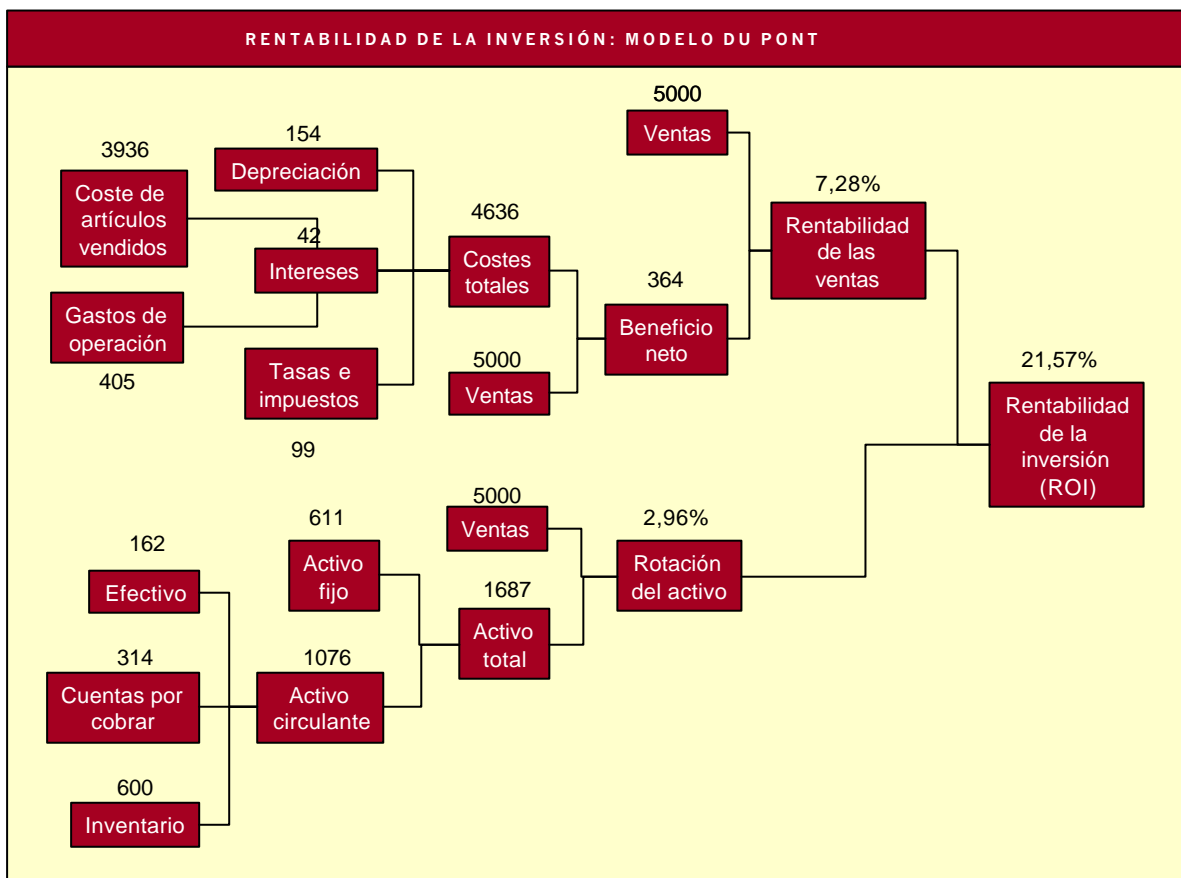 RENTABILIDAD DE LA INVERSIÓN: MODELO DU PONT
5000
Ventas
154
Depreciación
3936
Coste de
artículos
vendidos
7,28%
Rentabilidad
de las
ventas
4636
Costes
totales
42
Intereses
364
Beneficio
neto
Gastos de
operación
405
Tasas e
impuestos
99
5000
Ventas
21,57%
Rentabilidad
de la
inversión
(ROI)
5000
Ventas
611
Activo
fijo
2,96%
Rotación
del activo
162
Efectivo
1687
Activo
total
314
Cuentas por
cobrar
1076
Activo
circulante
600
Inventario